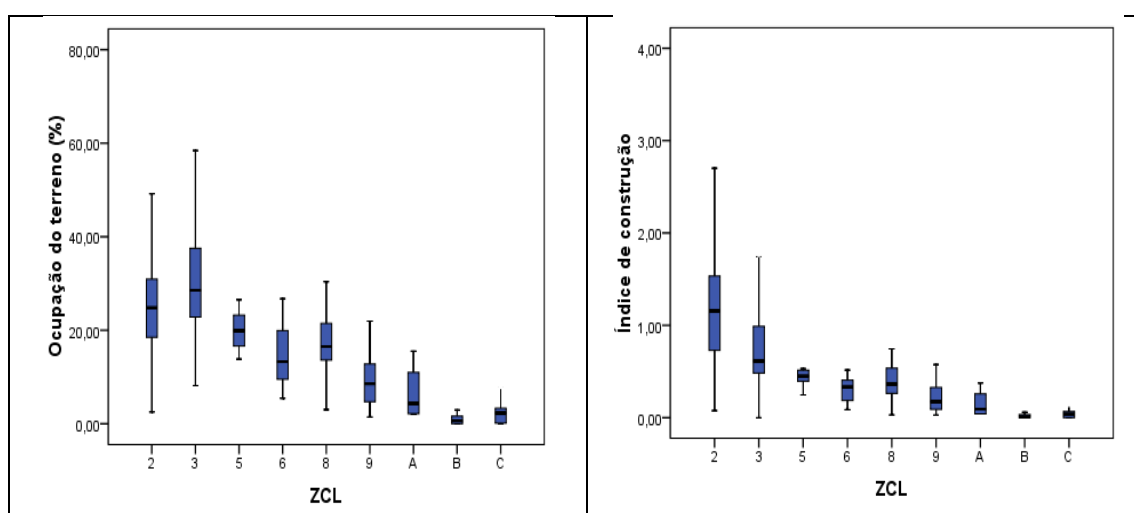 Ocupação do terreno (%)
80,00
60,00
40,00
20,00
0,00
2 3 5 6 8 9 A B C
ZCL
Índice de construção
4,00
3,00
2,00
1,00
0,00
2 3 5 6 8 9 A B C
ZCL